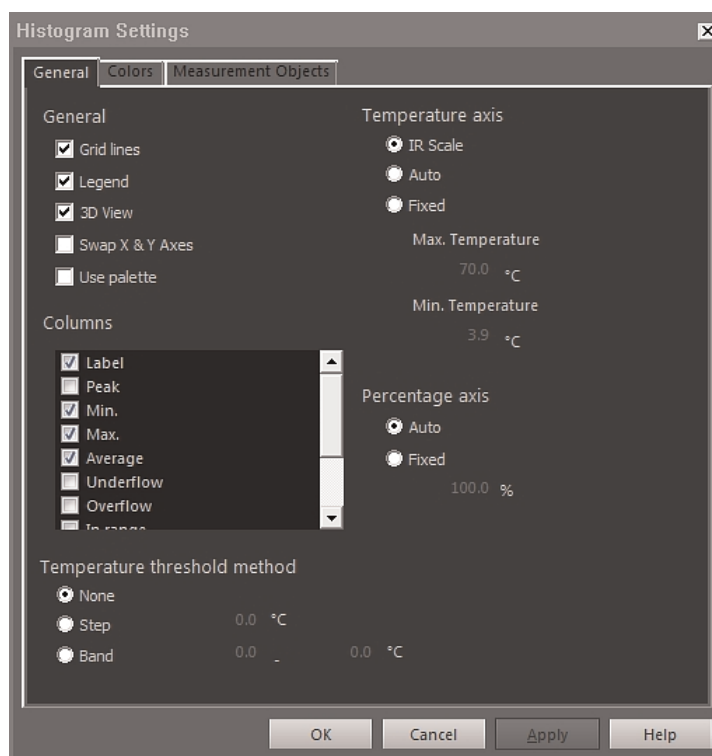 Histogram Settings
General Colors Measurement Objects
General
Grid lines
Legend
3D View
Swap X & Y Axes
Use palette
Columns
Label
Peak
Min.
Max.
Average
Underflow
Overflow
In range
Temperature axis
IR Scale
Auto
Fixed
Max. Temperature
70.0 °C
Min. Temperature
3.9 °C
Percentage axis
Auto
Fixed
100.0 %
Temperature threshold method
None
Step 0.0 °C
Band 0.0 - 0.0 °C
OK Cancel Apply Help